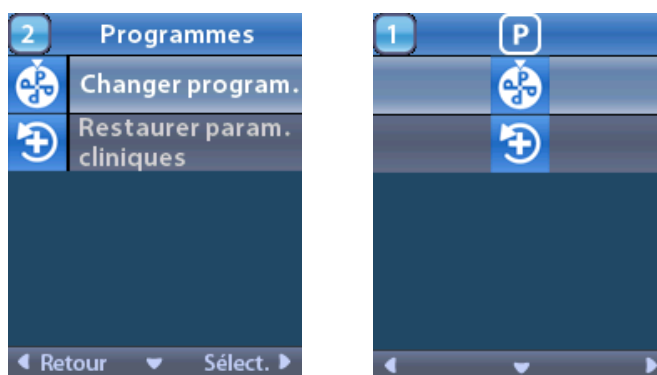 2 Programmes
Changer program.
Restaurer param.
cliniques
Retour Sélect.
1 P